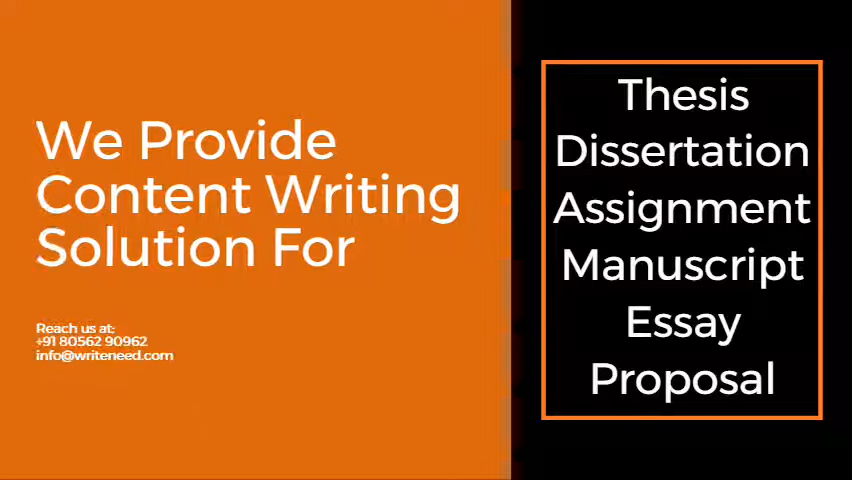 We Provide
Content Writing
Solution For
Reach us at:
+91 80562 90962
info@writeneed.com
Thesis
Dissertation
Assignment
Manuscript
Essay
Proposal